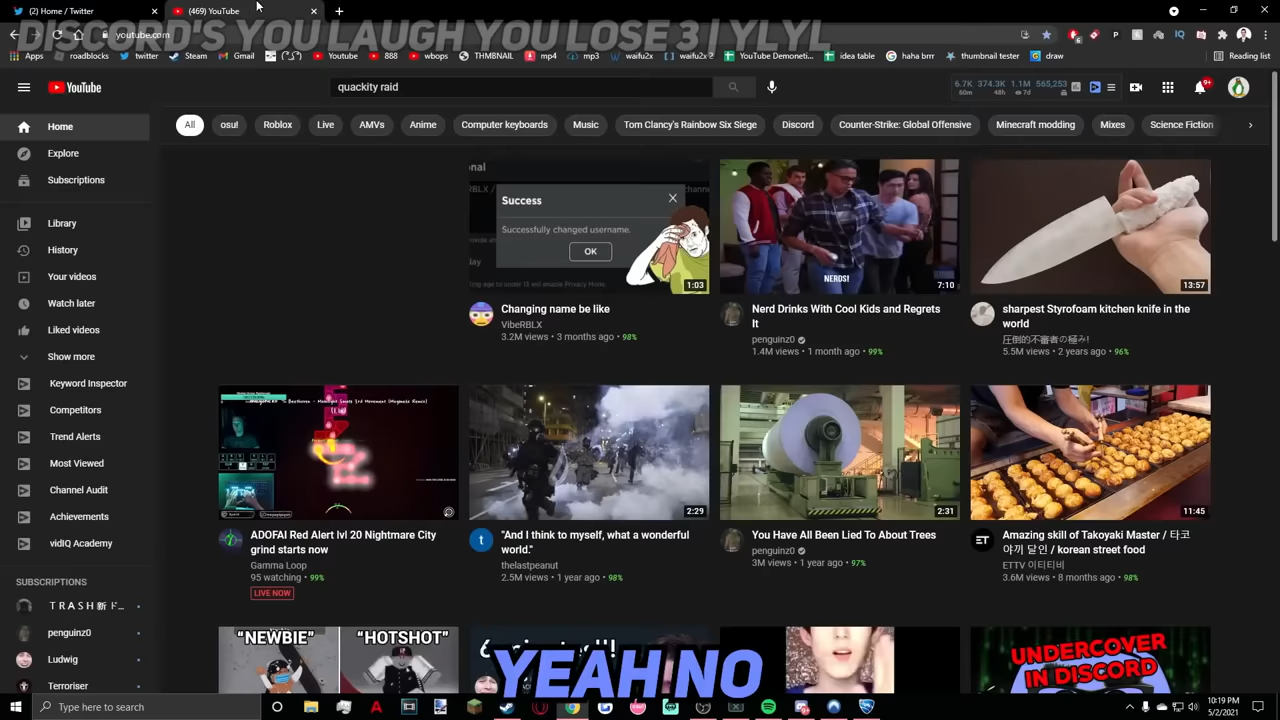 (2) Home / Twitter
(469) YouTube
DISCORD'S YOU LAUGH YOU LOSE 3 | YLYL
youtube.com
Apps
roadblocks
twitter
Steam
Gmail
Youtube
888
wbops
THM8NAIL
mp4
mp3
waifu2x
waifu2x 2
YouTube Demoneti...
idea table
haha brrr
thumbnail tester
draw
Reading list
YouTube
quackity raid
6.7K 374.3K 1.1M 565,253
60m 48h 7d
9+
All
osu!
Roblox
Live
AMVs
Anime
Computer keyboards
Music
Tom Clancy's Rainbow Six Siege
Discord
Counter-Strike: Global Offensive
Minecraft modding
Mixes
Science Fiction
Home
Explore
Subscriptions
Library
History
Your videos
Watch later
Liked videos
Show more
Keyword Inspector
Competitors
Trend Alerts
Most Viewed
Channel Audit
Achievements
vidIQ Academy
SUBSCRIPTIONS
T R A S H 新 ド...
penguinz0
Ludwig
Terroriser
Success
Successfully changed username.
OK
1:03
Changing name be like
VibeRBLX
3.2M views • 3 months ago • 98%
NERDS!
7:10
Nerd Drinks With Cool Kids and Regrets
It
penguinz0
1.4M views • 1 month ago • 99%
13:57
sharpest Styrofoam kitchen knife in the
world
圧倒的不審者の極み!
5.5M views • 2 years ago • 96%
ADOFAI Red Alert lvl 20 Nightmare City
grind starts now
Gamma Loop
95 watching • 99%
LIVE NOW
2:29
"And I think to myself, what a wonderful
world."
thelastpeanut
2.5M views • 1 year ago • 98%
2:31
You Have All Been Lied To About Trees
penguinz0
3M views • 1 year ago • 97%
11:45
Amazing skill of Takoyaki Master / 타코
야끼 달인 / korean street food
ETTV 이티티비
3.6M views • 8 months ago • 98%
"NEWBIE"
"HOTSHOT"
YEAH NO
UNDERCOVER
IN DISCORD
Type here to search
10:19 PM
5/2/2021